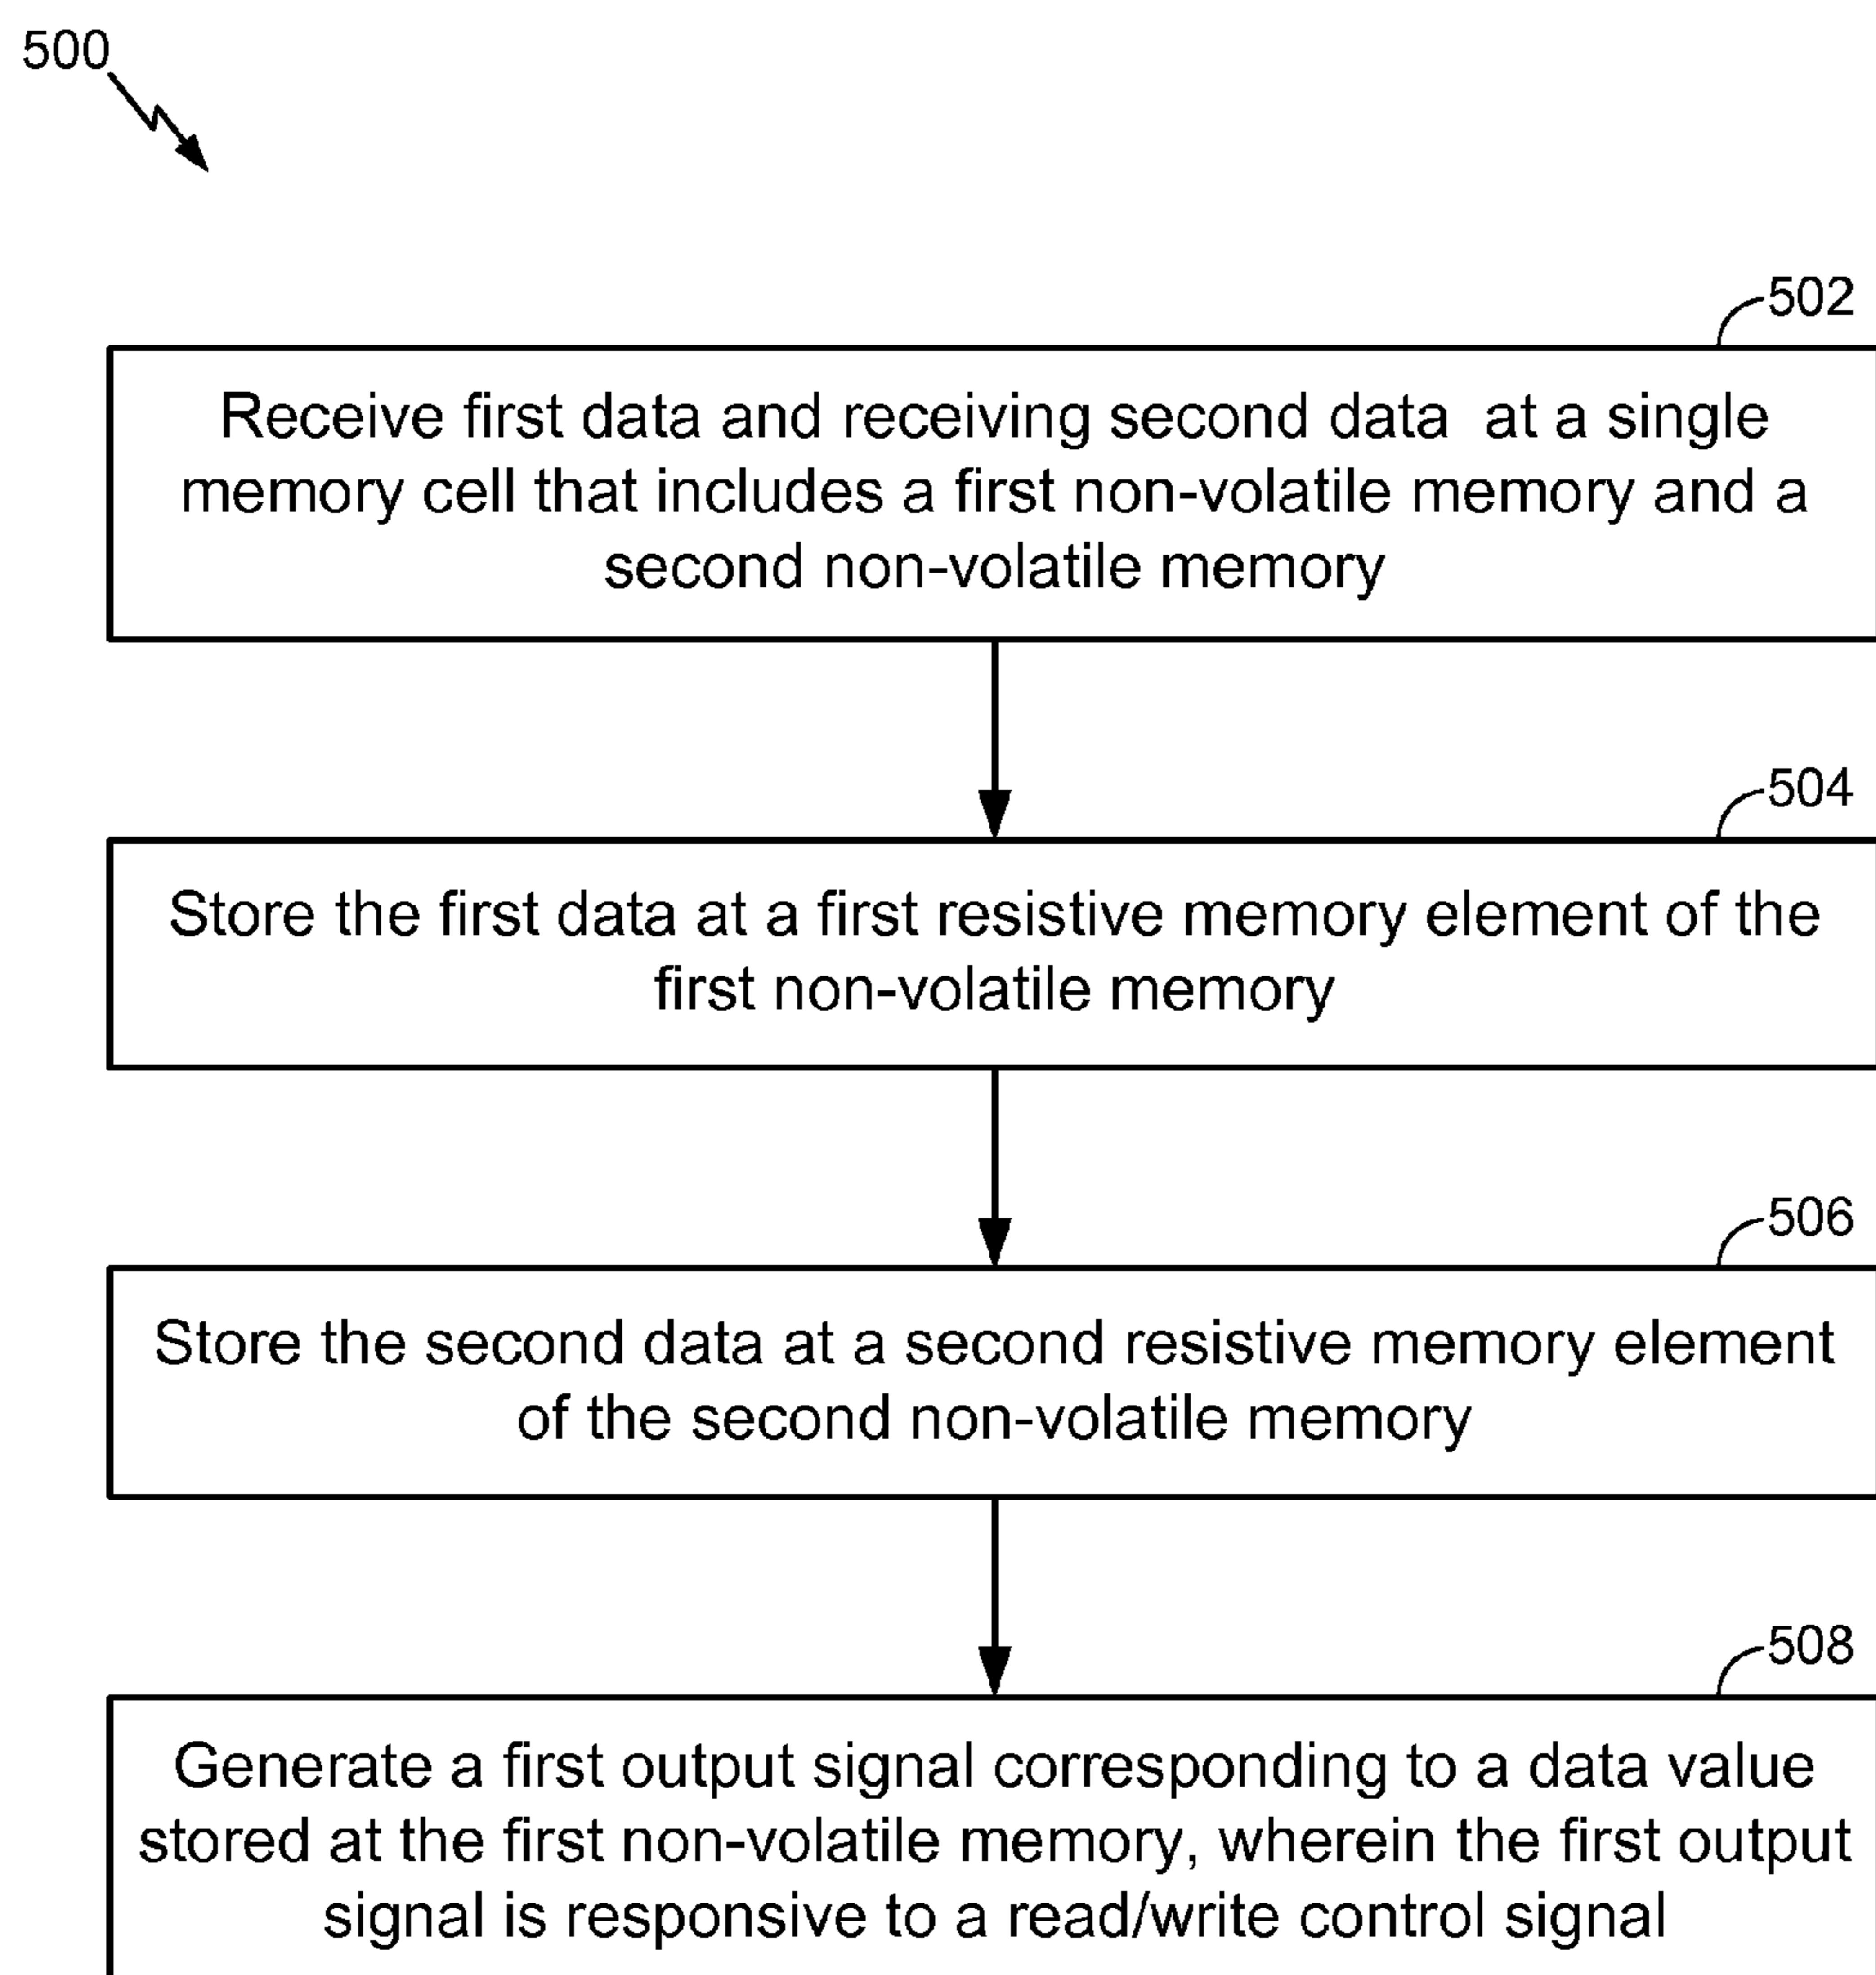 500
502
Receive first data and receiving second data at a single
memory cell that includes a first non-volatile memory and a
second non-volatile memory
504
Store the first data at a first resistive memory element of the
first non-volatile memory
506
Store the second data at a second resistive memory element
of the second non-volatile memory
508
Generate a first output signal corresponding to a data value
stored at the first non-volatile memory, wherein the first output
signal is responsive to a read/write control signal